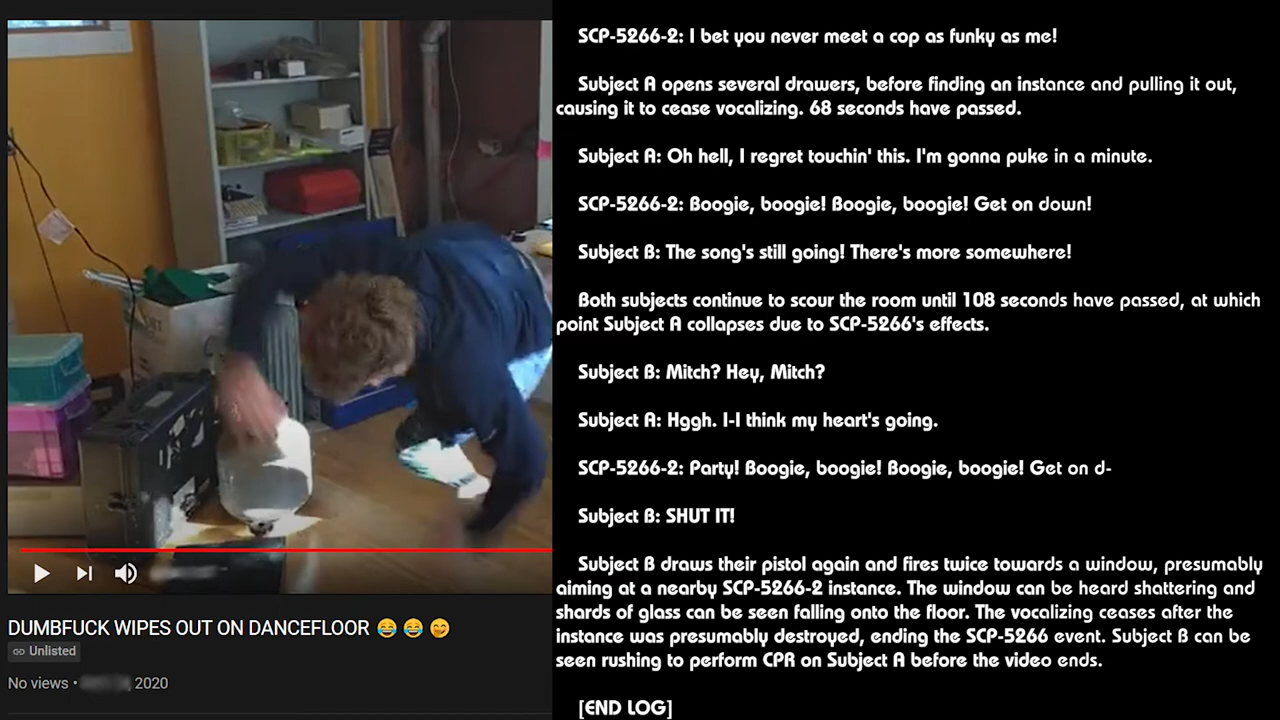 SCP-5266-2: I bet you never meet a cop as funky as me!
Subject A opens several drawers, before finding an instance and pulling it out,
causing it to cease vocalizing. 68 seconds have passed.
Subject A: Oh hell, I regret touchin' this. I'm gonna puke in a minute.
SCP-5266-2: Boogie, boogie! Boogie, boogie! Get on down!
Subject B: The song's still going! There's more somewhere!
Both subjects continue to scour the room until 108 seconds have passed, at which
point Subject A collapses due to SCP-5266's effects.
Subject B: Mitch? Hey, Mitch?
Subject A: Hggh. I-I think my heart's going.
SCP-5266-2: Party! Boogie, boogie! Boogie, boogie! Get on d-
Subject B: SHUT IT!
Subject B draws their pistol again and fires twice towards a window, presumably
aiming at a nearby SCP-5266-2 instance. The window can be heard shattering and
shards of glass can be seen falling onto the floor. The vocalizing ceases after the
instance was presumably destroyed, ending the SCP-5266 event. Subject B can be
seen rushing to perform CPR on Subject A before the video ends.
[END LOG]
DUMBFUCK WIPES OUT ON DANCEFLOOR 😂 😂 😋
Unlisted
No views • , 2020